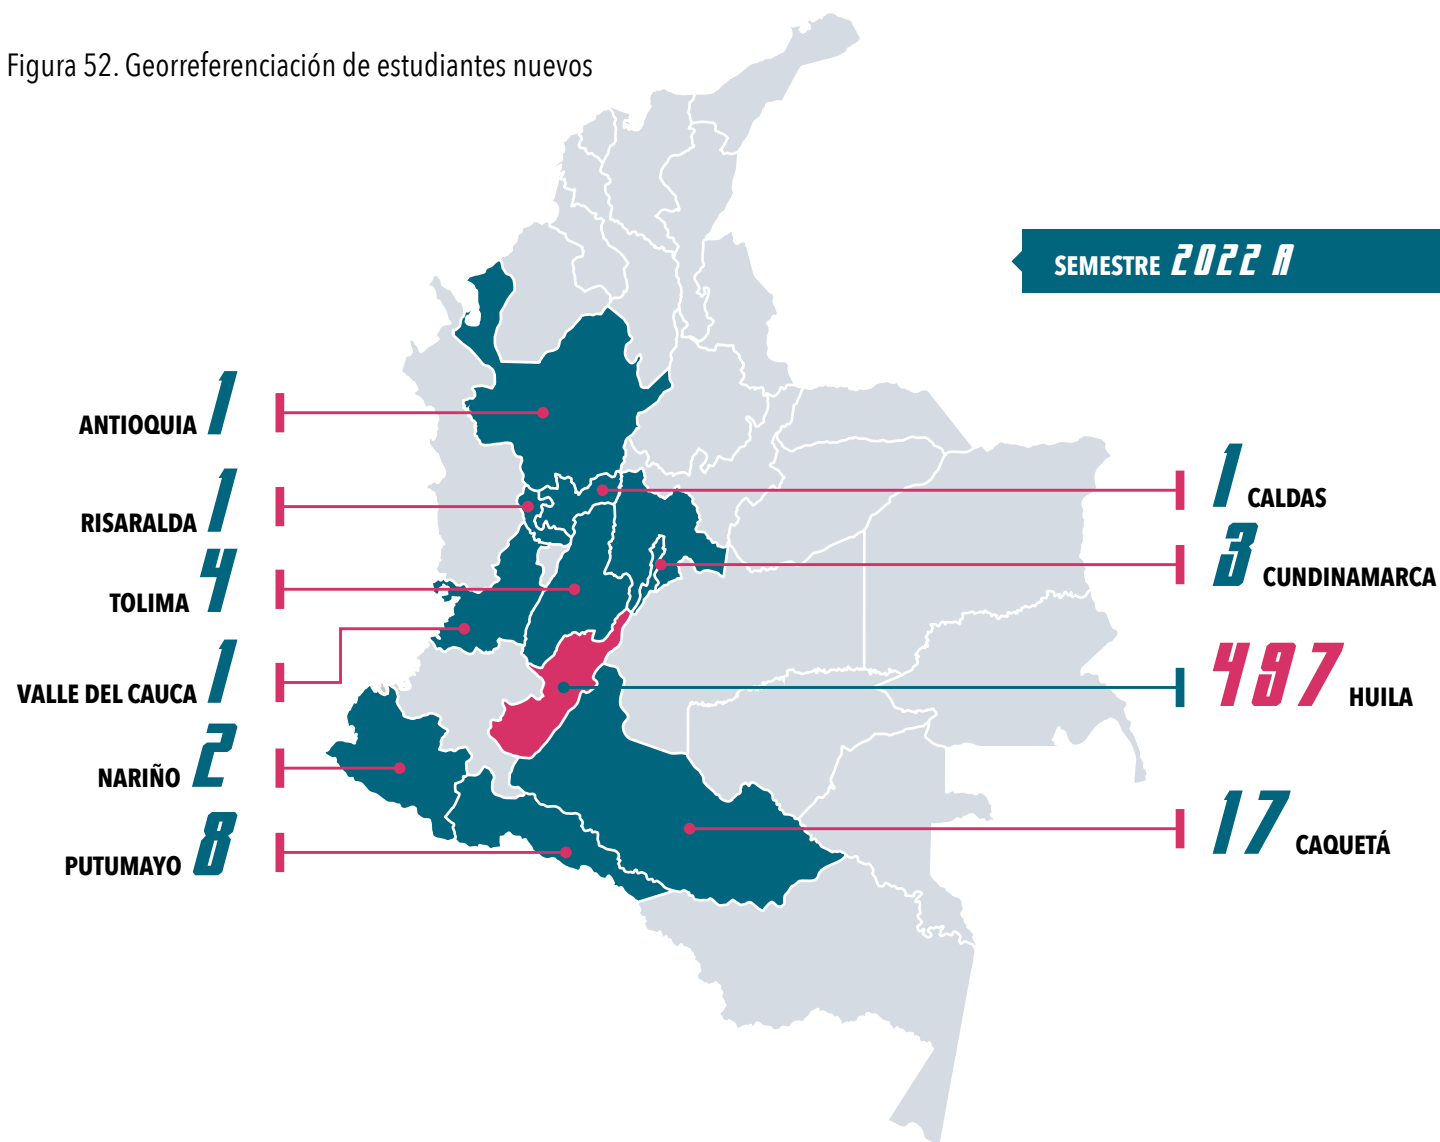 Figura 52. Georreferenciación de estudiantes nuevos
SEMESTRE 2022 A
ANTIOQUIA 1
RISARALDA 1
TOLIMA 4
VALLE DEL CAUCA 1
NARIÑO 2
PUTUMAYO 8
1 CALDAS
3 CUNDINAMARCA
497 HUILA
17 CAQUETÁ